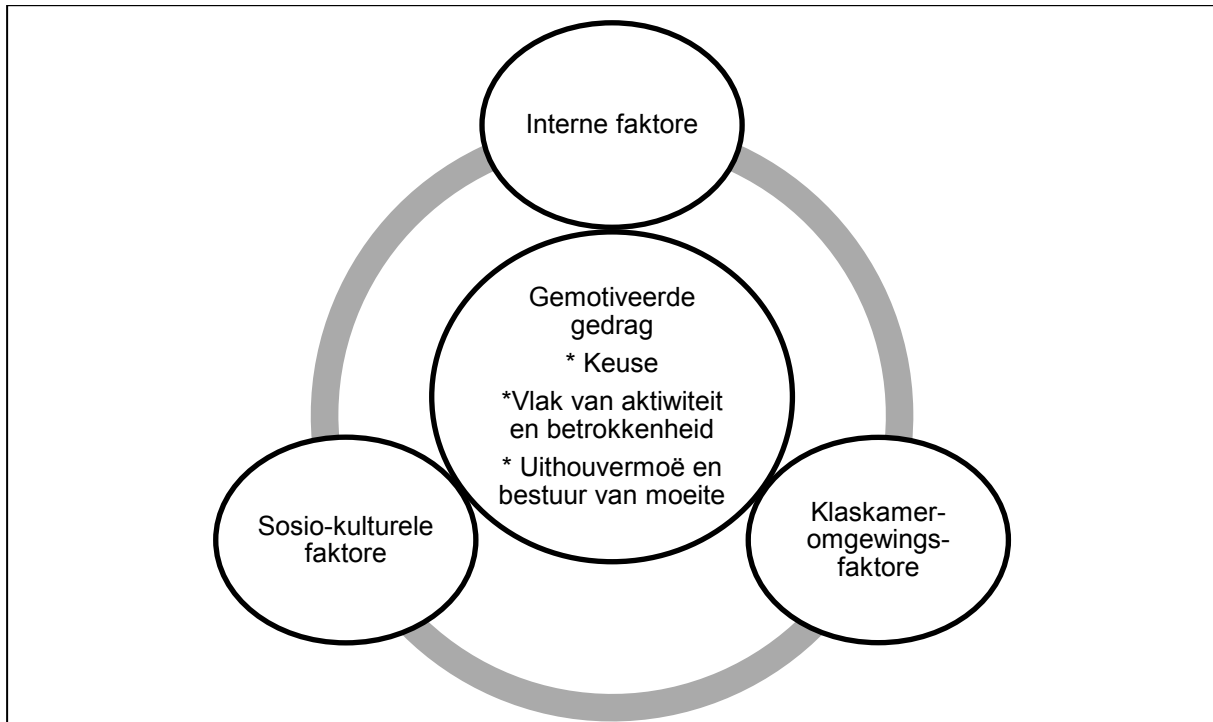 Interne faktore
Gemotiveerde
gedrag
* Keuse
*Vlak van aktiwiteit
en betrokkenheid
* Uithouvermoë en
bestuur van moeite
Sosio-kulturele
faktore
Klaskamer-
omgewings-
faktore